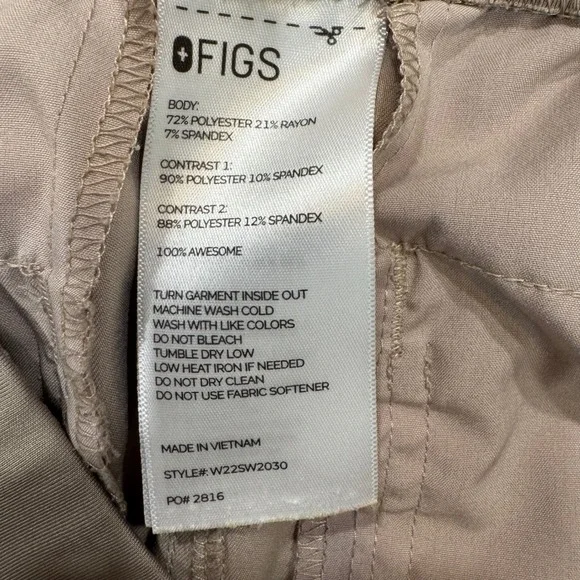 FIGS
BODY:
72% POLYESTER 21% RAYON
7% SPANDEX
CONTRAST 1:
90% POLYESTER 10% SPANDEX
CONTRAST 2:
88% POLYESTER 12% SPANDEX
100% AWESOME
TURN GARMENT INSIDE OUT
MACHINE WASH COLD
WASH WITH LIKE COLORS
DO NOT BLEACH
TUMBLE DRY LOW
LOW HEAT IRON IF NEEDED
DO NOT DRY CLEAN
DO NOT USE FABRIC SOFTENER
MADE IN VIETNAM
STYLE#: W22SW2030
PO# 2816